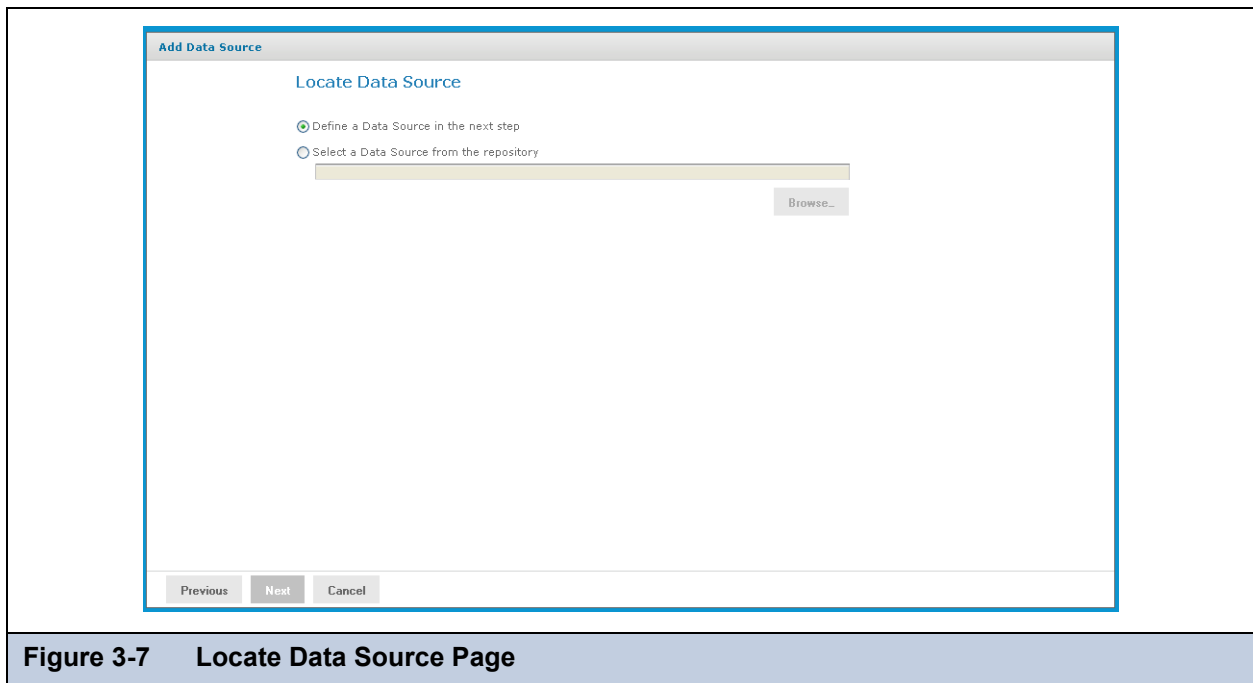 Add Data Source
Locate Data Source
Define a Data Source in the next step
Select a Data Source from the repository
Browse...
Previous Next Cancel
Figure 3-7 Locate Data Source Page